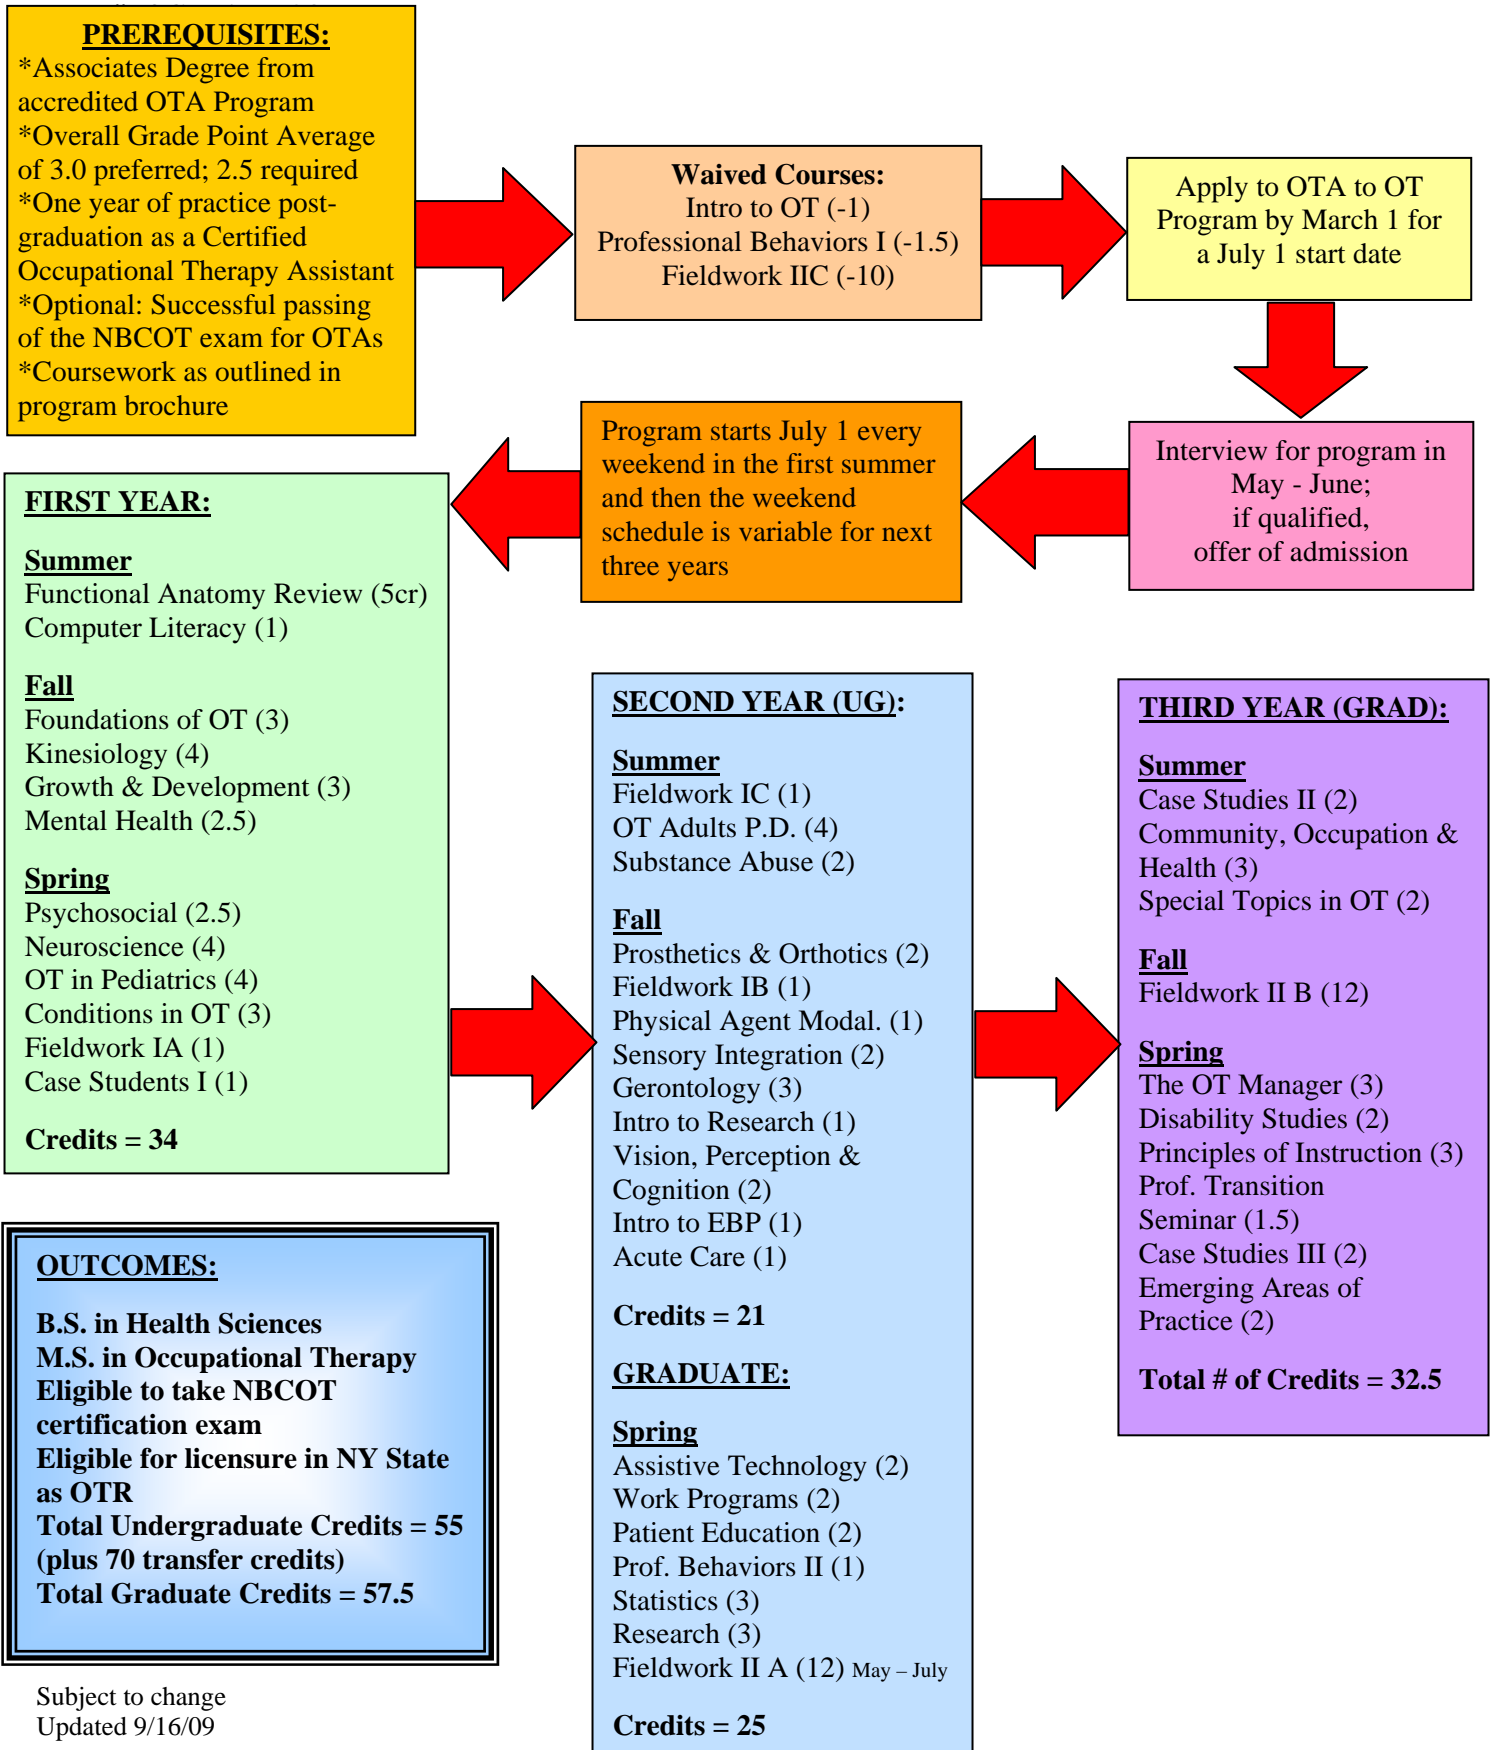 PREREQUISITES:
*Associates Degree from
accredited OTA Program
*Overall Grade Point Average
of 3.0 preferred; 2.5 required
*One year of practice post-
graduation as a Certified
Occupational Therapy Assistant
*Optional: Successful passing
of the NBCOT exam for OTAs
*Coursework as outlined in
program brochure
Waived Courses:
Intro to OT (-1)
Professional Behaviors I (-1.5)
Fieldwork IIC (-10)
Apply to OTA to OT
Program by March 1 for
a July 1 start date
Interview for program in
May - June;
if qualified,
offer of admission
Program starts July 1 every
weekend in the first summer
and then the weekend
schedule is variable for next
three years
FIRST YEAR:
Summer
Functional Anatomy Review (5cr)
Computer Literacy (1)
Fall
Foundations of OT (3)
Kinesiology (4)
Growth & Development (3)
Mental Health (2.5)
Spring
Psychosocial (2.5)
Neuroscience (4)
OT in Pediatrics (4)
Conditions in OT (3)
Fieldwork IA (1)
Case Students I (1)
Credits = 34
SECOND YEAR (UG):
Summer
Fieldwork IC (1)
OT Adults P.D. (4)
Substance Abuse (2)
Fall
Prosthetics & Orthotics (2)
Fieldwork IB (1)
Physical Agent Modal. (1)
Sensory Integration (2)
Gerontology (3)
Intro to Research (1)
Vision, Perception &
Cognition (2)
Intro to EBP (1)
Acute Care (1)
Credits = 21
GRADUATE:
Spring
Assistive Technology (2)
Work Programs (2)
Patient Education (2)
Prof. Behaviors II (1)
Statistics (3)
Research (3)
Fieldwork II A (12) May – July
Credits = 25
THIRD YEAR (GRAD):
Summer
Case Studies II (2)
Community, Occupation &
Health (3)
Special Topics in OT (2)
Fall
Fieldwork II B (12)
Spring
The OT Manager (3)
Disability Studies (2)
Principles of Instruction (3)
Prof. Transition
Seminar (1.5)
Case Studies III (2)
Emerging Areas of
Practice (2)
Total # of Credits = 32.5
OUTCOMES:
B.S. in Health Sciences
M.S. in Occupational Therapy
Eligible to take NBCOT
certification exam
Eligible for licensure in NY State
as OTR
Total Undergraduate Credits = 55
(plus 70 transfer credits)
Total Graduate Credits = 57.5
Subject to change
Updated 9/16/09